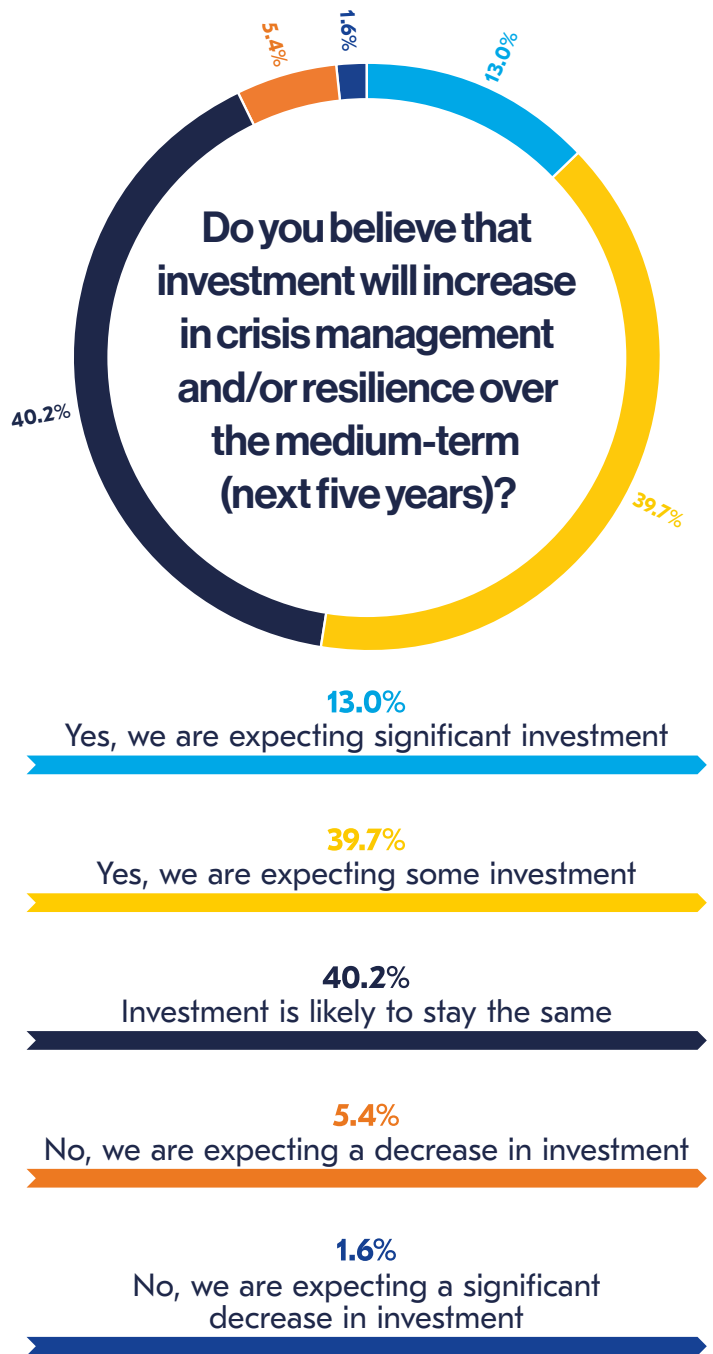 5.4%
1.6%
13.0%
Do you believe that
investment will increase
in crisis management
and/or resilience over
the medium-term
(next five years)?
40.2%
39.7%
13.0%
Yes, we are expecting significant investment
39.7%
Yes, we are expecting some investment
40.2%
Investment is likely to stay the same
5.4%
No, we are expecting a decrease in investment
1.6%
No, we are expecting a significant
decrease in investment